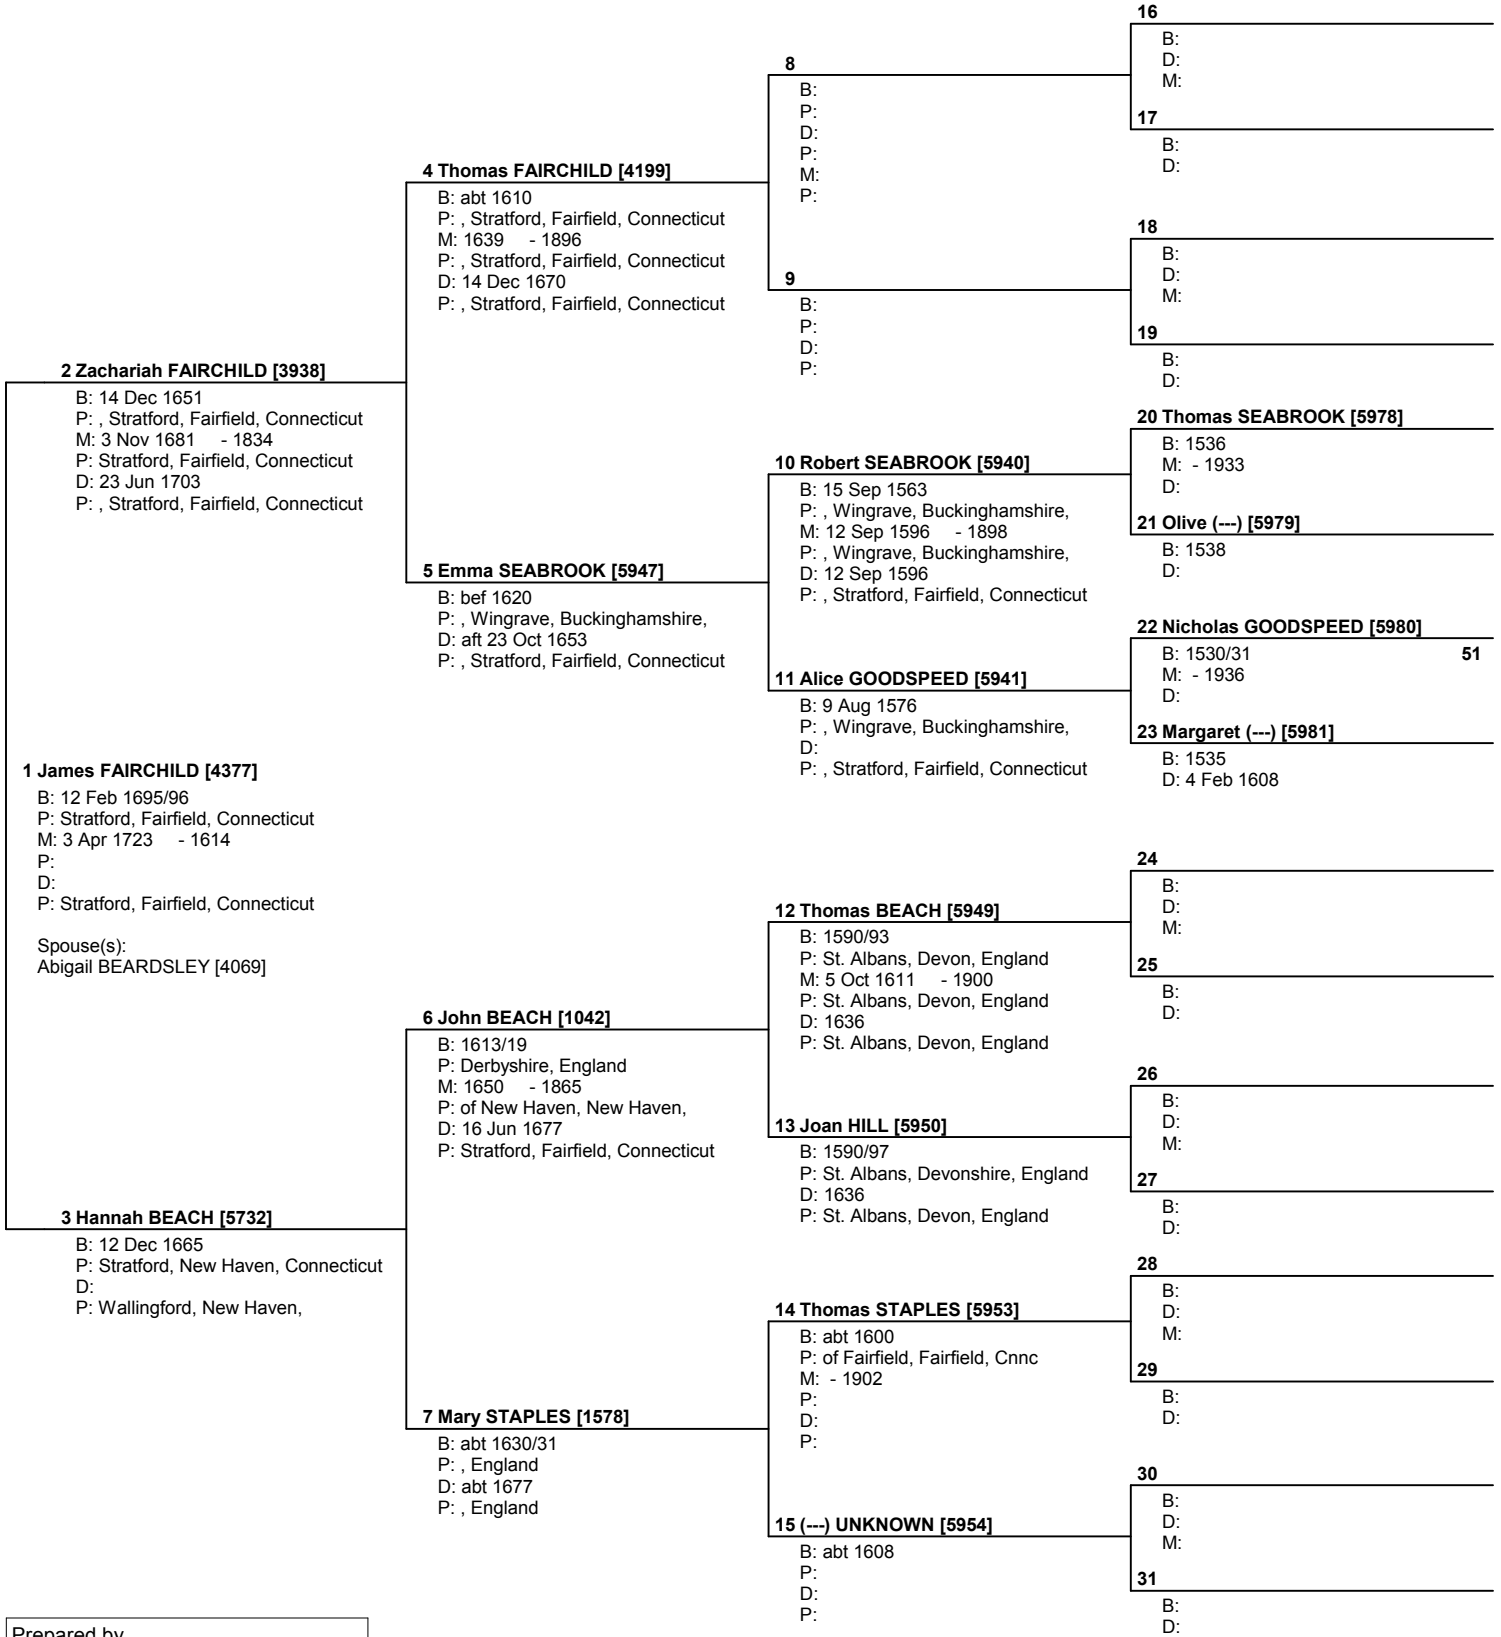 16
B:
D:
M:
17
B:
D:
18
B:
D:
M:
19
B:
D:
20 Thomas SEABROOK [5978]
B: 1536
M: - 1933
D:
21 Olive (---) [5979]
B: 1538
D:
22 Nicholas GOODSPEED [5980]
B: 1530/31 51
M: - 1936
D:
23 Margaret (---) [5981]
B: 1535
D: 4 Feb 1608
24
B:
D:
M:
25
B:
D:
26
B:
D:
M:
27
B:
D:
28
B:
D:
M:
29
B:
D:
30
B:
D:
M:
31
B:
D:
8
B:
P:
D:
P:
M:
P:
9
B:
P:
D:
P:
10 Robert SEABROOK [5940]
B: 15 Sep 1563
P: , Wingrave, Buckinghamshire,
M: 12 Sep 1596 - 1898
P: , Wingrave, Buckinghamshire,
D: 12 Sep 1596
P: , Stratford, Fairfield, Connecticut
11 Alice GOODSPEED [5941]
B: 9 Aug 1576
P: , Wingrave, Buckinghamshire,
D:
P: , Stratford, Fairfield, Connecticut
12 Thomas BEACH [5949]
B: 1590/93
P: St. Albans, Devon, England
M: 5 Oct 1611 - 1900
P: St. Albans, Devon, England
D: 1636
P: St. Albans, Devon, England
13 Joan HILL [5950]
B: 1590/97
P: St. Albans, Devonshire, England
D: 1636
P: St. Albans, Devon, England
14 Thomas STAPLES [5953]
B: abt 1600
P: of Fairfield, Fairfield, Cnnc
M: - 1902
P:
D:
P:
15 (---) UNKNOWN [5954]
B: abt 1608
P:
D:
P:
4 Thomas FAIRCHILD [4199]
B: abt 1610
P: , Stratford, Fairfield, Connecticut
M: 1639 - 1896
P: , Stratford, Fairfield, Connecticut
D: 14 Dec 1670
P: , Stratford, Fairfield, Connecticut
5 Emma SEABROOK [5947]
B: bef 1620
P: , Wingrave, Buckinghamshire,
D: aft 23 Oct 1653
P: , Stratford, Fairfield, Connecticut
6 John BEACH [1042]
B: 1613/19
P: Derbyshire, England
M: 1650 - 1865
P: of New Haven, New Haven,
D: 16 Jun 1677
P: Stratford, Fairfield, Connecticut
7 Mary STAPLES [1578]
B: abt 1630/31
P: , England
D: abt 1677
P: , England
2 Zachariah FAIRCHILD [3938]
B: 14 Dec 1651
P: , Stratford, Fairfield, Connecticut
M: 3 Nov 1681 - 1834
P: Stratford, Fairfield, Connecticut
D: 23 Jun 1703
P: , Stratford, Fairfield, Connecticut
3 Hannah BEACH [5732]
B: 12 Dec 1665
P: Stratford, New Haven, Connecticut
D:
P: Wallingford, New Haven,
1 James FAIRCHILD [4377]
B: 12 Feb 1695/96
P: Stratford, Fairfield, Connecticut
M: 3 Apr 1723 - 1614
P:
D:
P: Stratford, Fairfield, Connecticut
Spouse(s):
Abigail BEARDSLEY [4069]
Prepared by